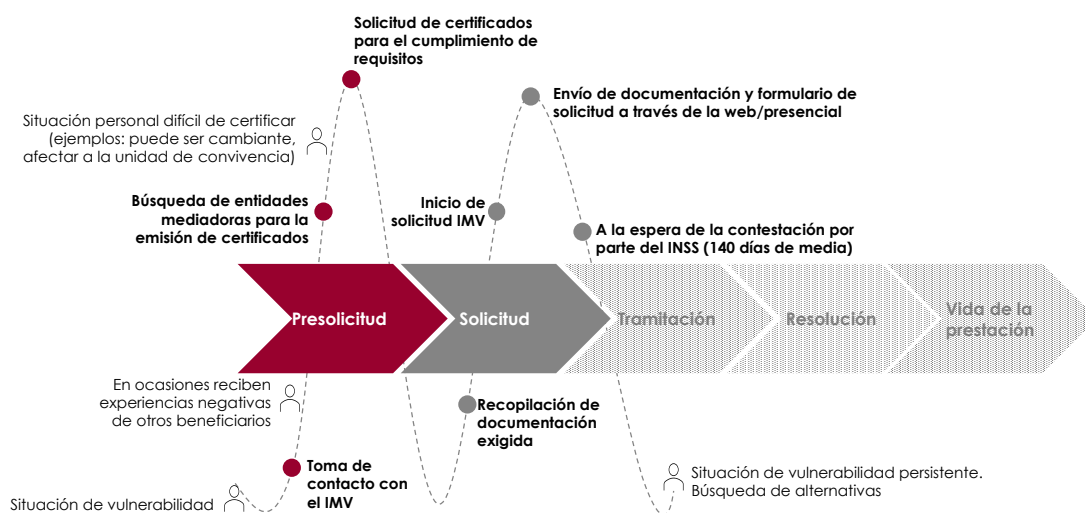 Solicitud de certificados
para el cumplimiento de
requisitos
Envío de documentación y formulario de
solicitud a través de la web/presencial
Situación personal difícil de certificar
(ejemplos: puede ser cambiante,
afectar a la unidad de convivencia)
Búsqueda de entidades
mediadoras para la
emisión de certificados
Inicio de
solicitud IMV
A la espera de la contestación por
parte del INSS (140 días de media)
Presolicitud
Solicitud
Tramitación
Resolución
Vida de la
prestación
En ocasiones reciben
experiencias negativas
de otros beneficiarios
Recopilación de
documentación
exigida
Toma de
contacto con
el IMV
Situación de vulnerabilidad
Situación de vulnerabilidad persistente.
Búsqueda de alternativas